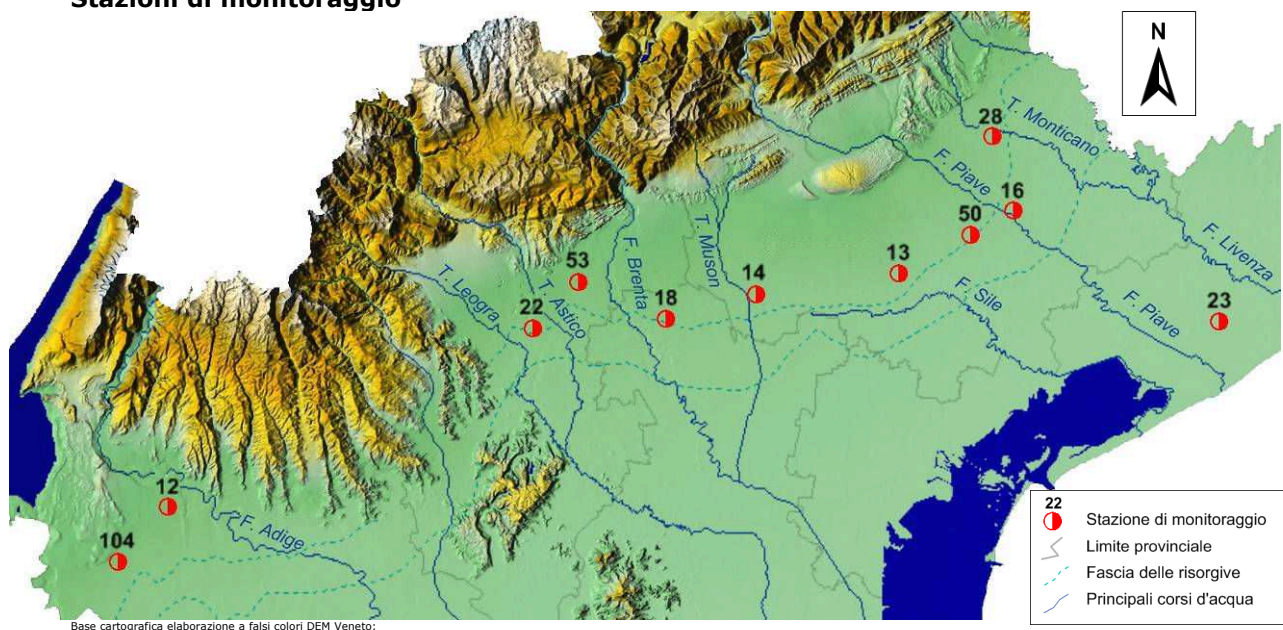 Stazioni di monitoraggio
N
28
T. Monticano
F. Piave
16
50
F. Livenza
T. Muson
13
53
F. Brenta
14
T. Leogra
T. Astico
22
18
F. Sile
F. Piave
23
12
F. Adige
104
22
Stazione di monitoraggio
Limite provinciale
Fascia delle risorgive
Principali corsi d'acqua
Base cartografica elaborazione a falsi colori DEM Veneto;